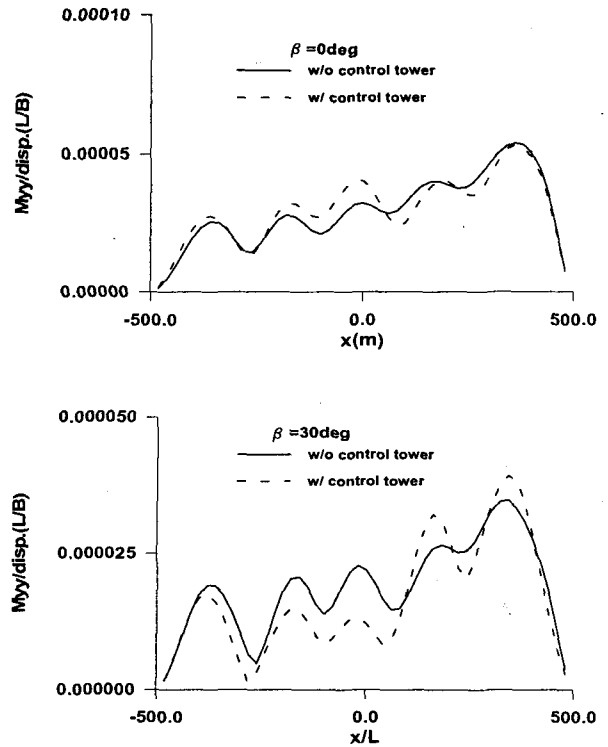 0.00010
β =0deg
w/o control tower
w/ control tower
Myy/disp.(L/B)
0.00005
0.00000
-500.0 0.0 500.0
x(m)
0.000050
β =30deg
w/o control tower
w/ control tower
Myy/disp.(L/B)
0.000025
0.000000
-500.0 0.0 500.0
x/L